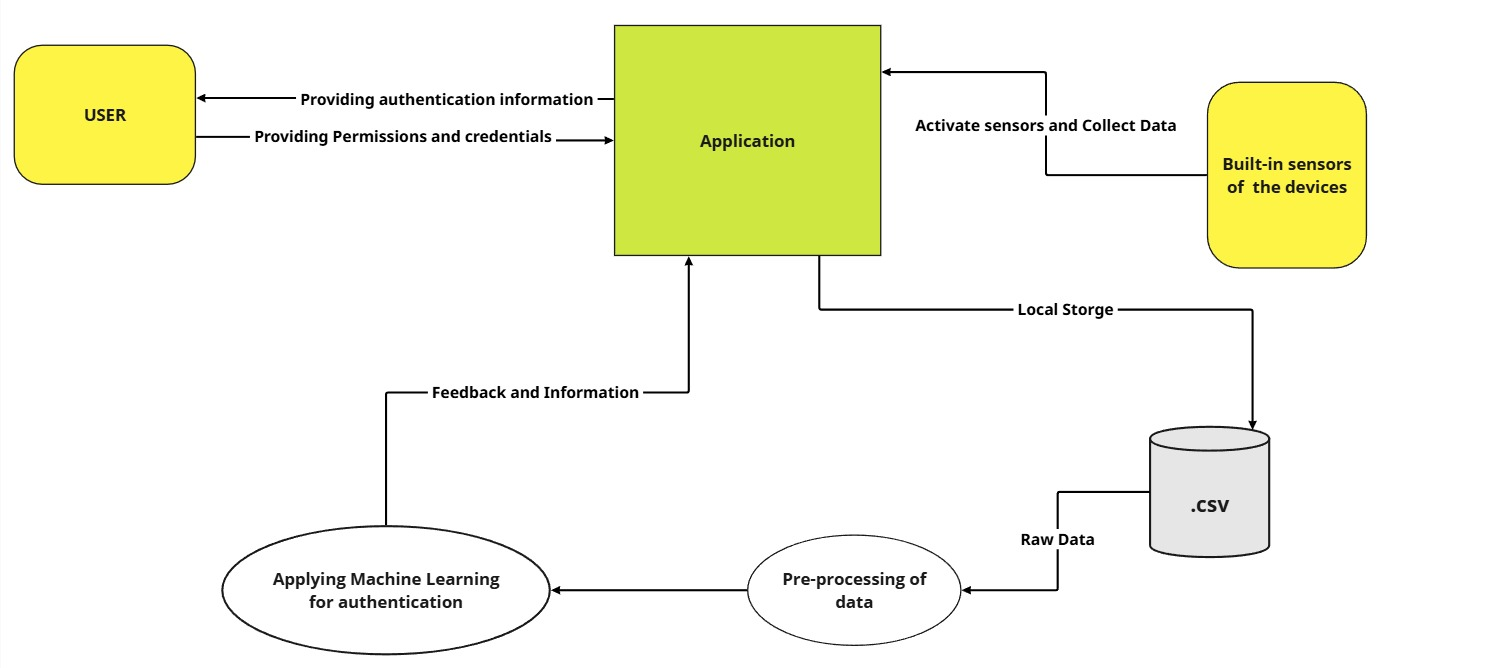 USER
Providing authentication information
Providing Permissions and credentials
Application
Activate sensors and Collect Data
Built-in sensors
of the devices
Local Storge
Feedback and Information
.csv
Raw Data
Applying Machine Learning
for authentication
Pre-processing of
data